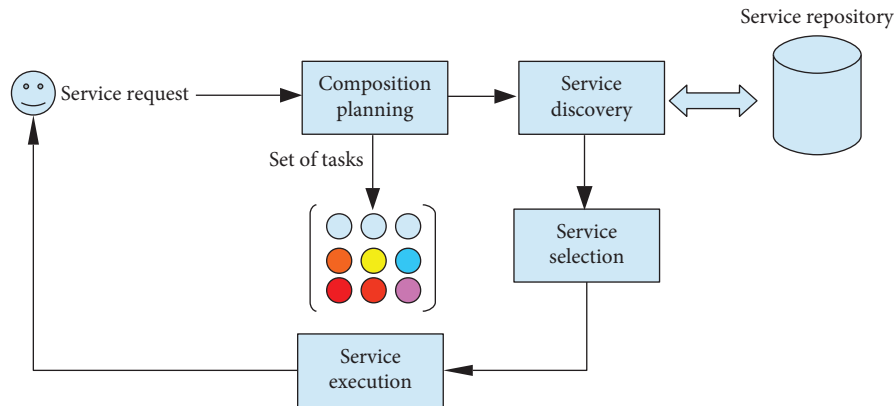 Service repository
Service request
Composition
planning
Service
discovery
Set of tasks
Service
selection
Service
execution